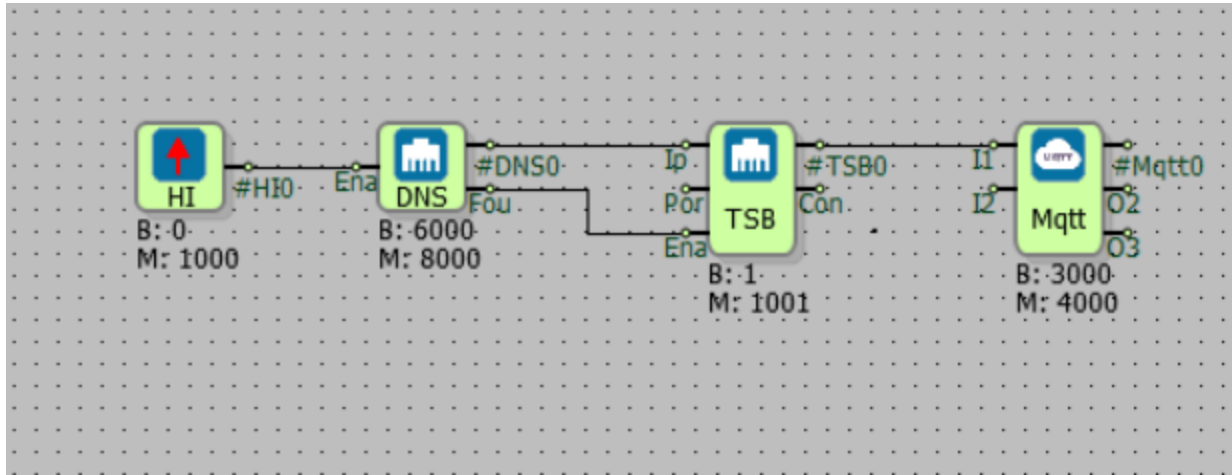 HI
#HI0
B: 0
M: 1000
Ena
DNS
#DNS0
Fou
B: 6000
M: 8000
Ip
Por
Ena
TSB
#TSB0
Con
B: 1
M: 1001
I1
I2
Mqtt
#Mqtt0
O2
O3
B: 3000
M: 4000